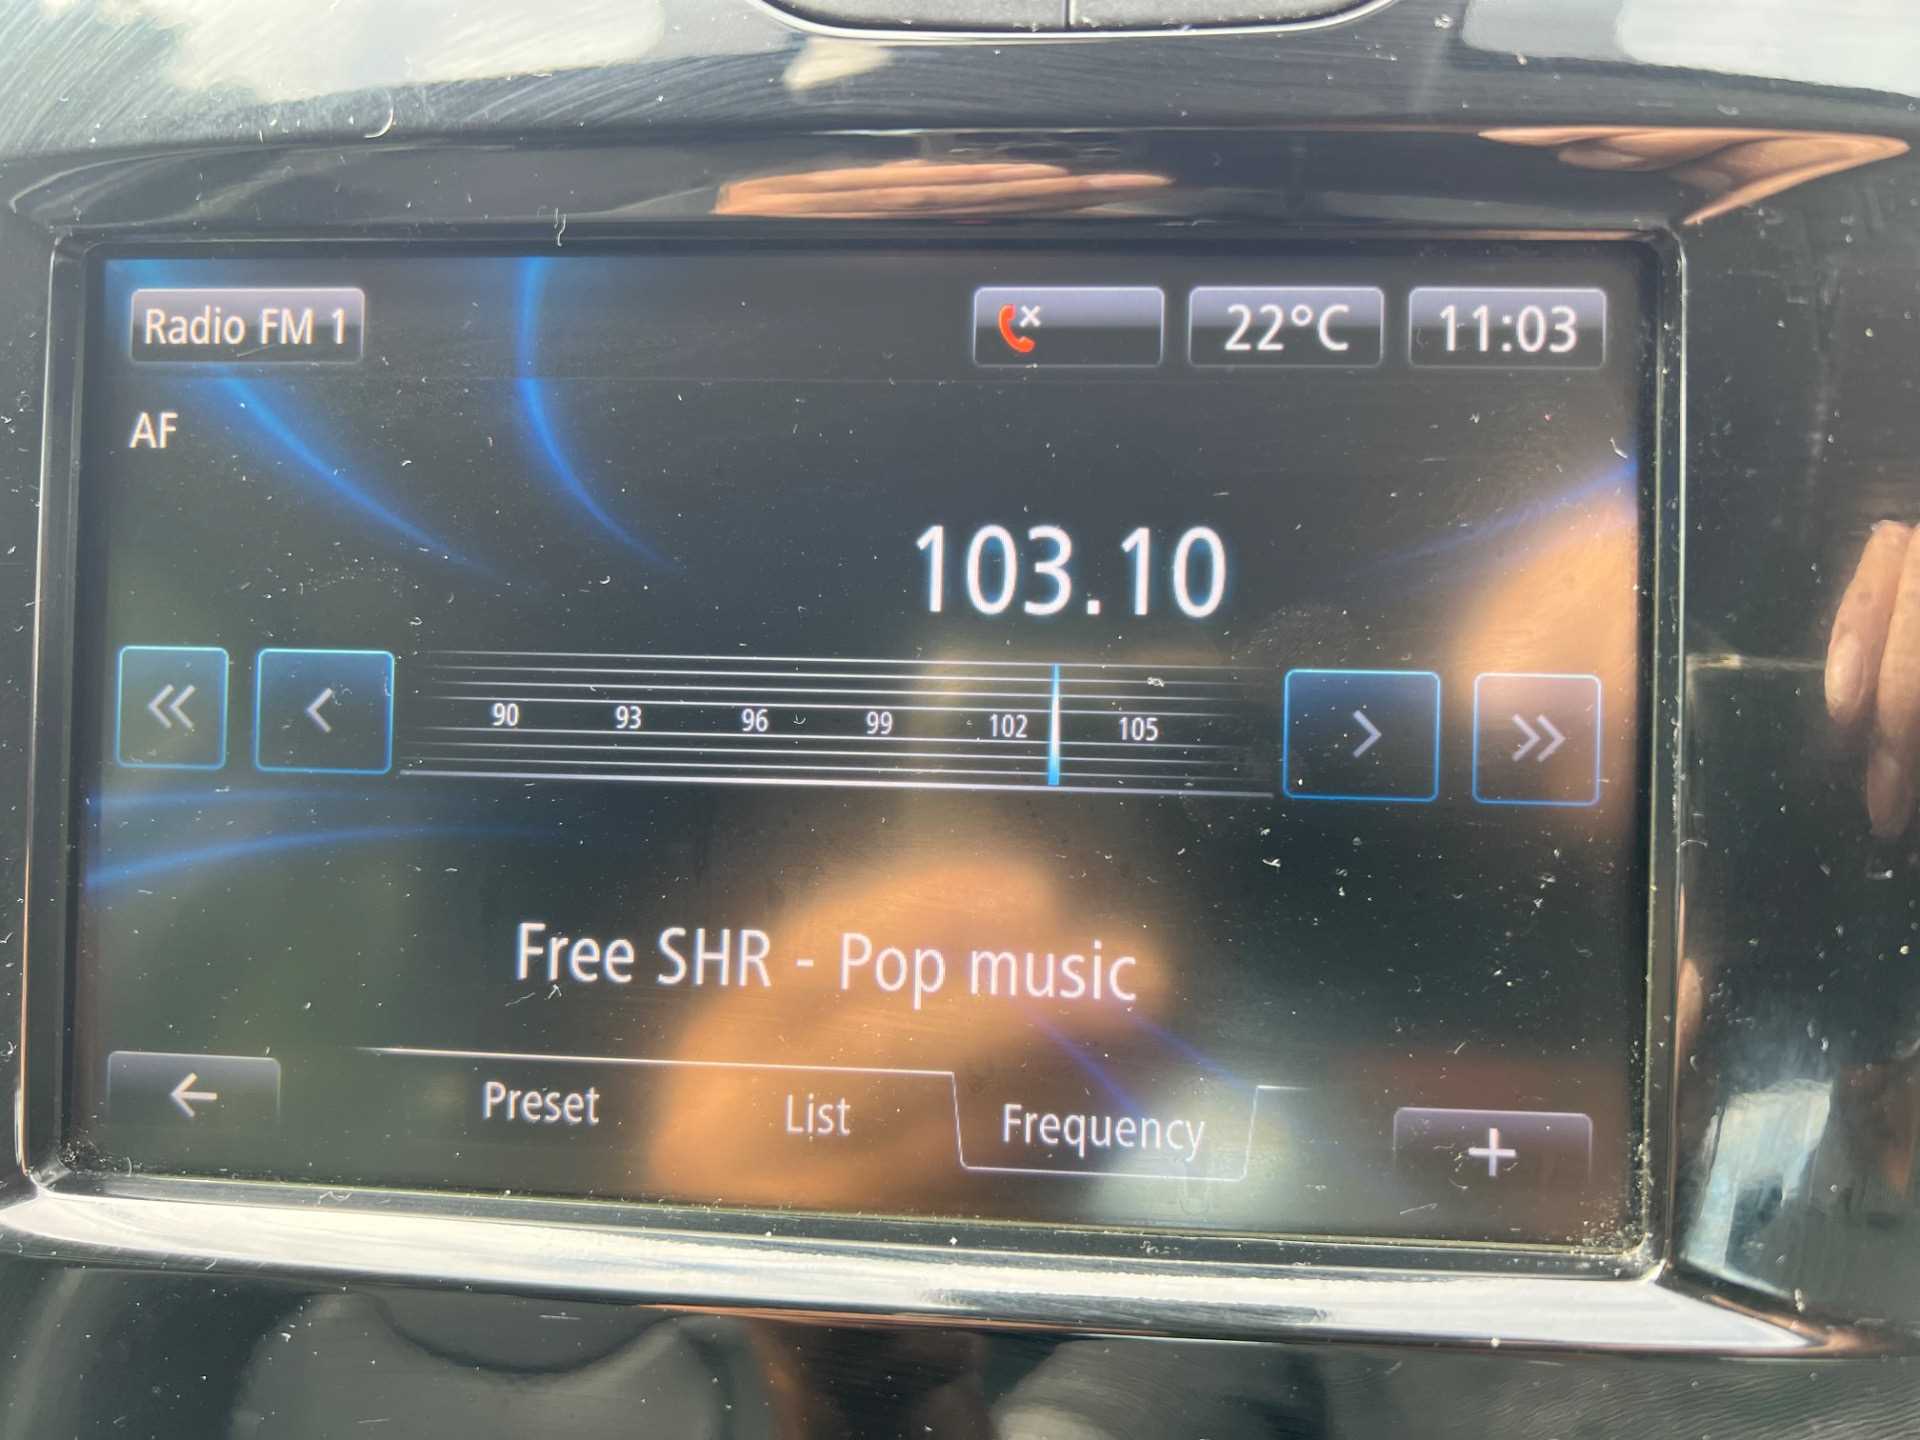 Radio FM 1
22°C
11:03
AF
103.10
90 93 96 99 102 105
Free SHR - Pop music
Preset List Frequency